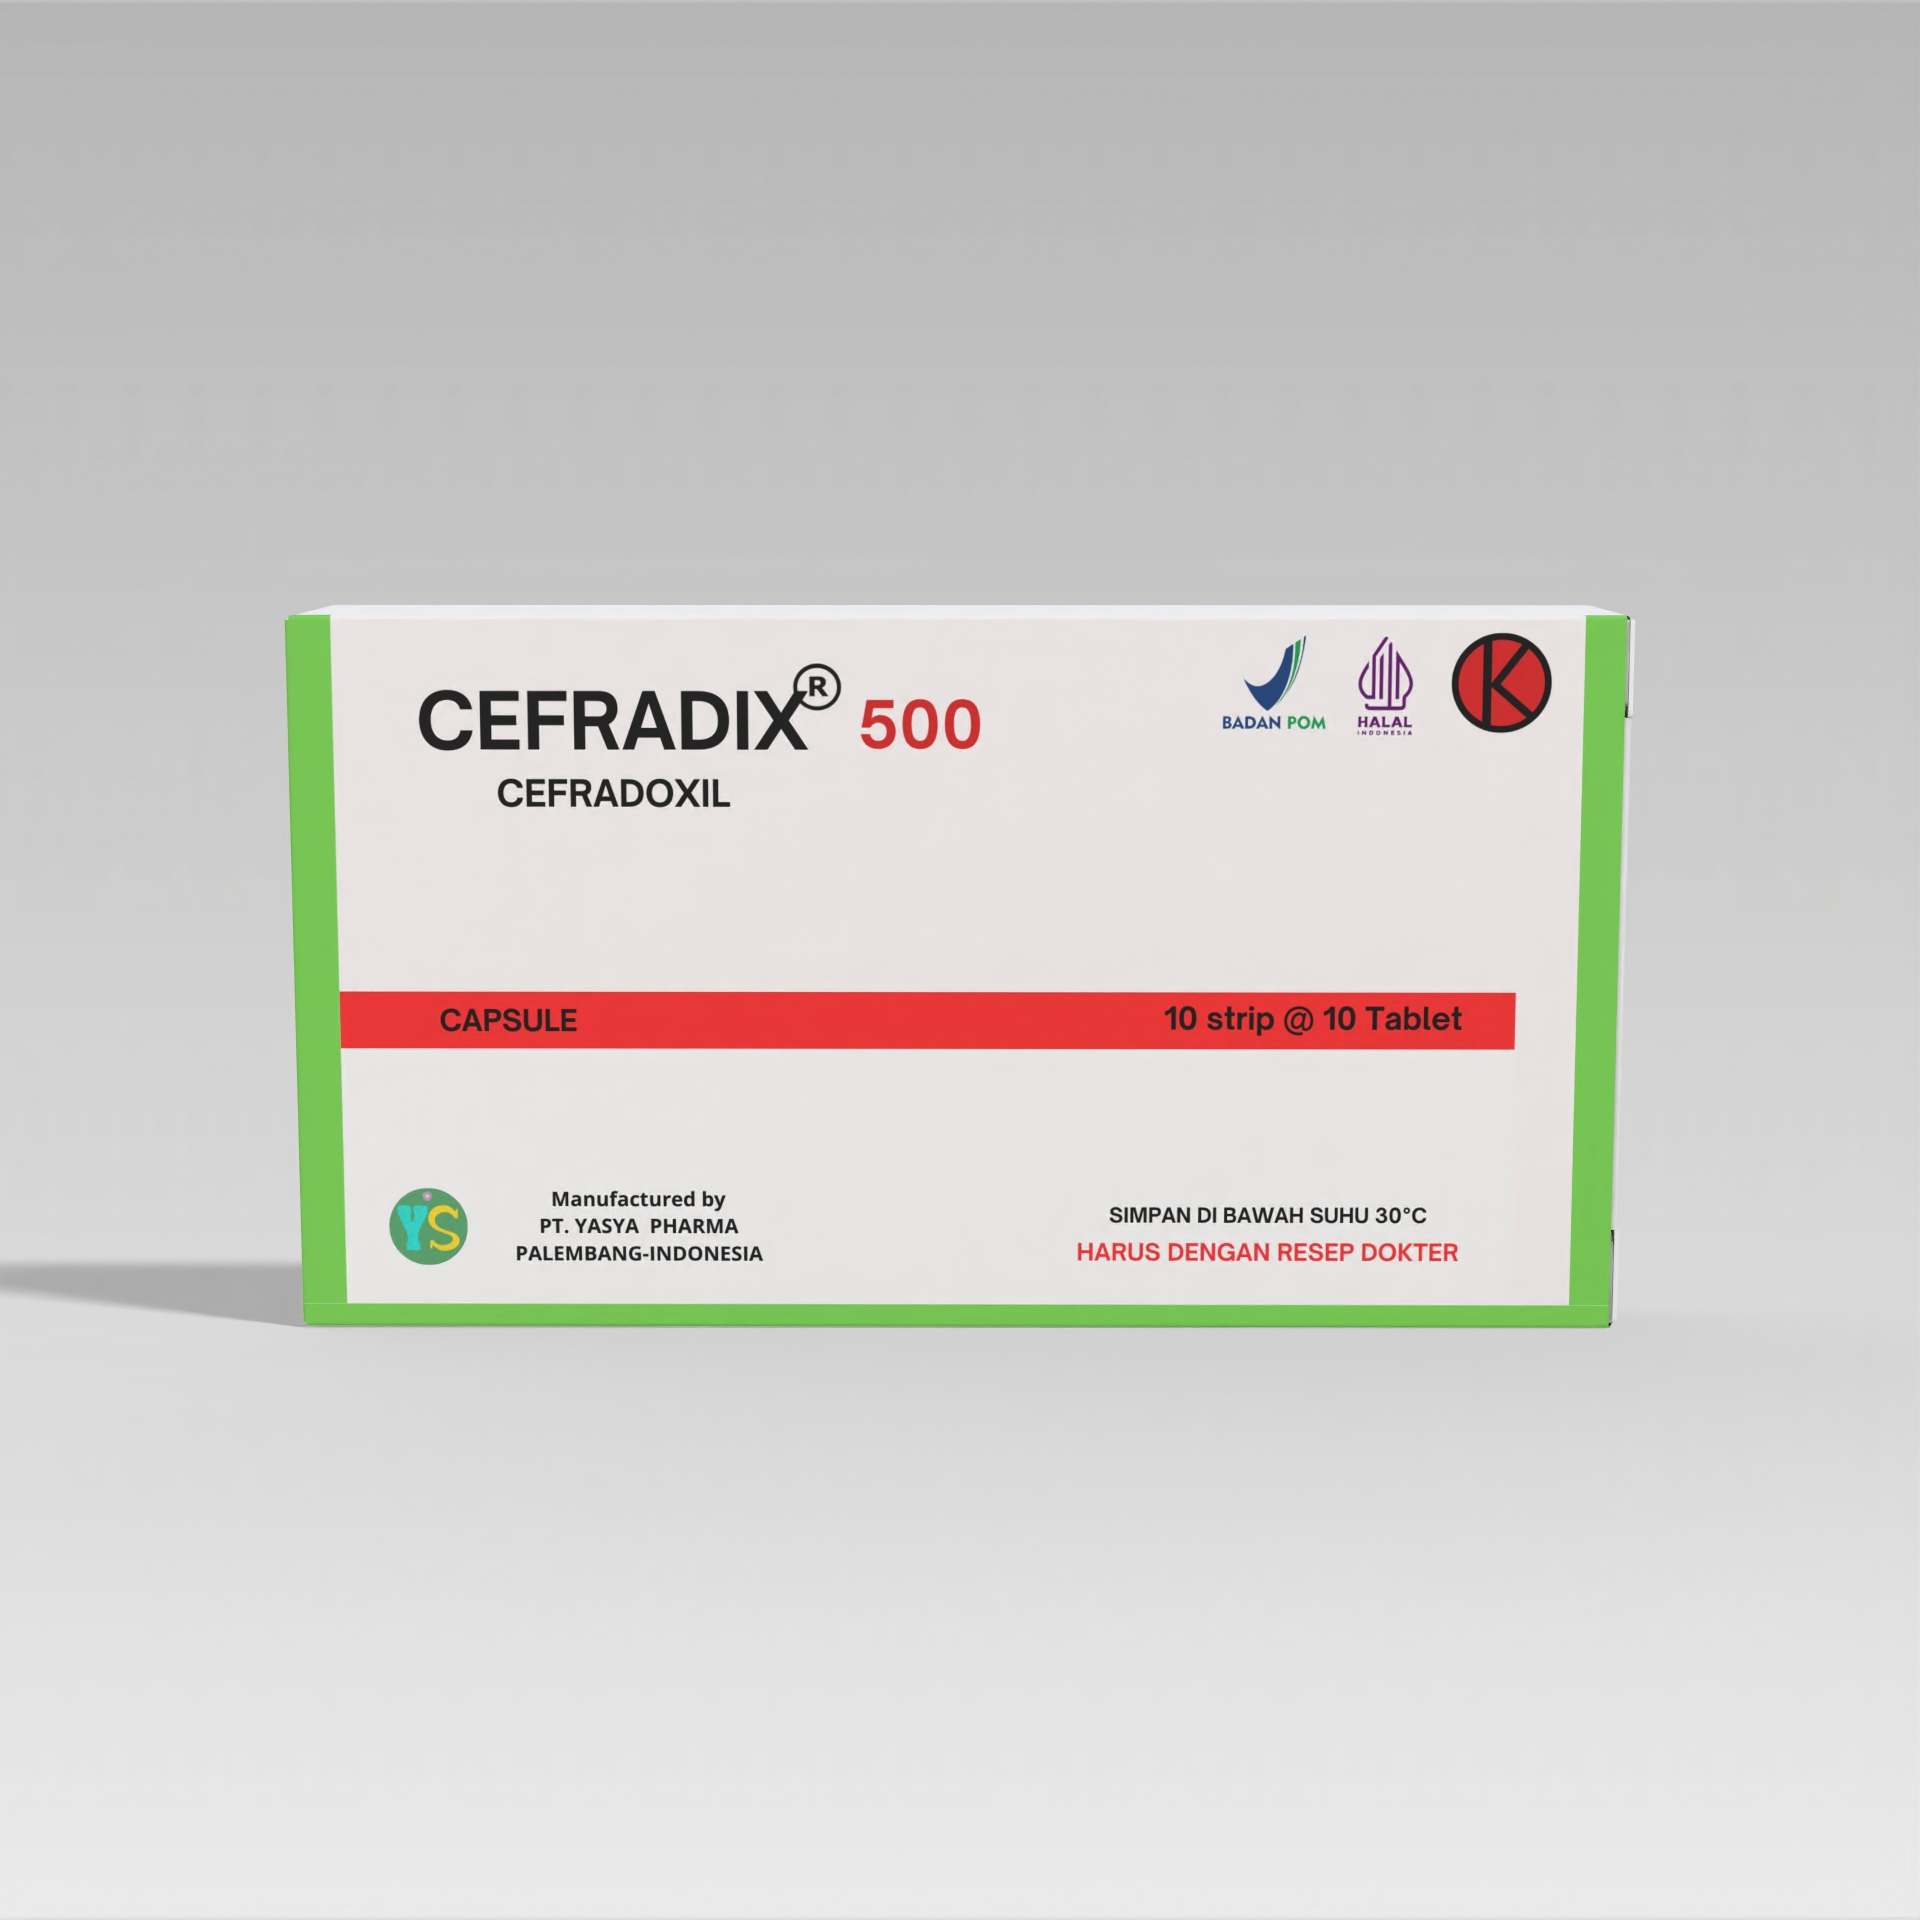 CEFRADIX® 500
CEFRADOXIL
BADAN POM
HALAL
INDONESIA
K
CAPSULE
10 strip @ 10 Tablet
YS
Manufactured by
PT. YASYA PHARMA
PALEMBANG-INDONESIA
SIMPAN DI BAWAH SUHU 30°C
HARUS DENGAN RESEP DOKTER